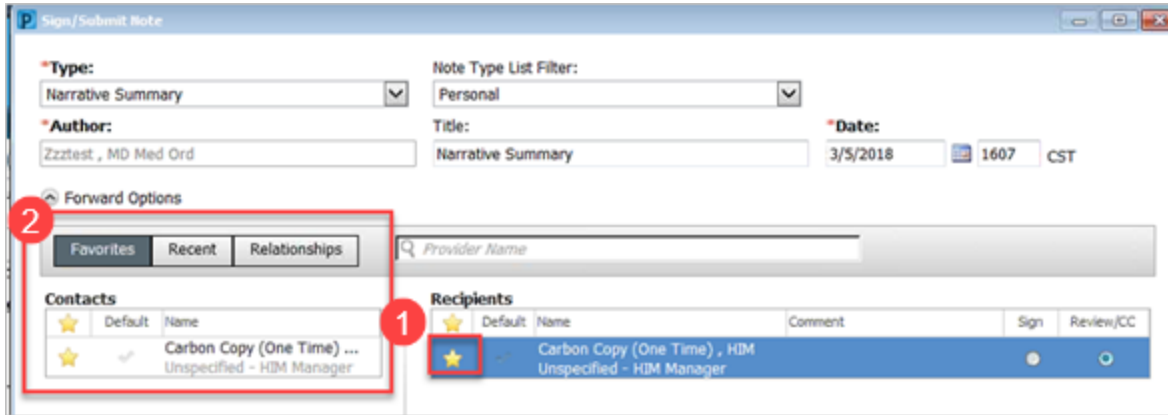 P Sign/Submit Note
*Type: Note Type List Filter:
Narrative Summary Personal
*Author: Title: *Date:
Zzztest , MD Med Ord Narrative Summary 3/5/2018 1607 CST
Forward Options
2
Favorites Recent Relationships Provider Name
Contacts Recipients
Default Name 1 Default Name Comment Sign Review/CC
Carbon Copy (One Time) ... Carbon Copy (One Time) , HIM
Unspecified - HIM Manager Unspecified - HIM Manager